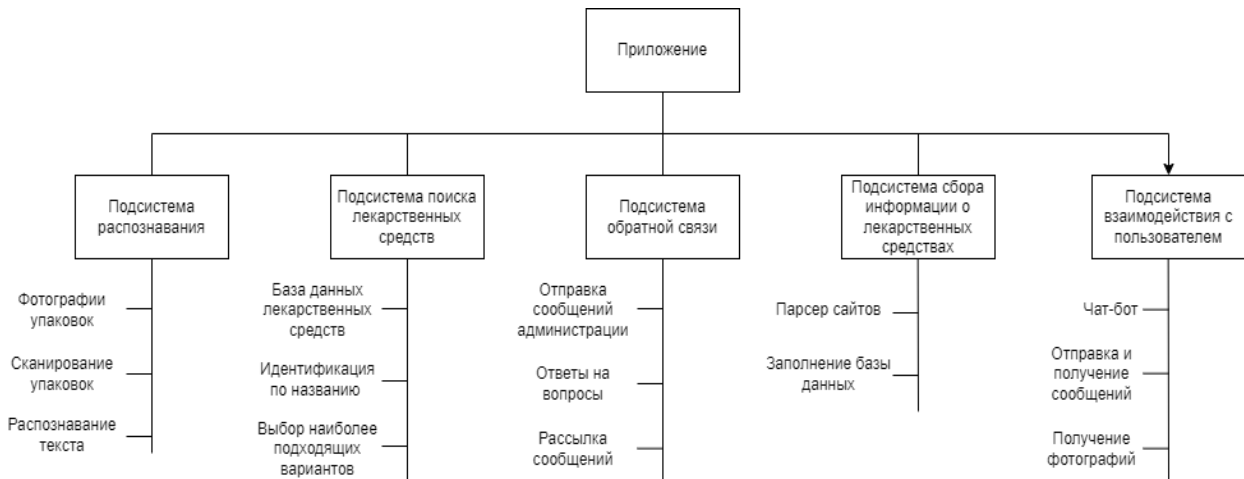 Приложение
Подсистема
распознавания
Фотографии
упаковок
Сканирование
упаковок
Распознавание
текста
Подсистема поиска
лекарственных
средств
База данных
лекарственных
средств
Идентификация
по названию
Выбор наиболее
подходящих
вариантов
Подсистема
обратной связи
Отправка
сообщений
администрации
Ответы на
вопросы
Рассылка
сообщений
Подсистема сбора
информации о
лекарственных
средствах
Парсер сайтов
Заполнение базы
данных
Подсистема
взаимодействия с
пользователем
Чат-бот
Отправка и
получение
сообщений
Получение
фотографий